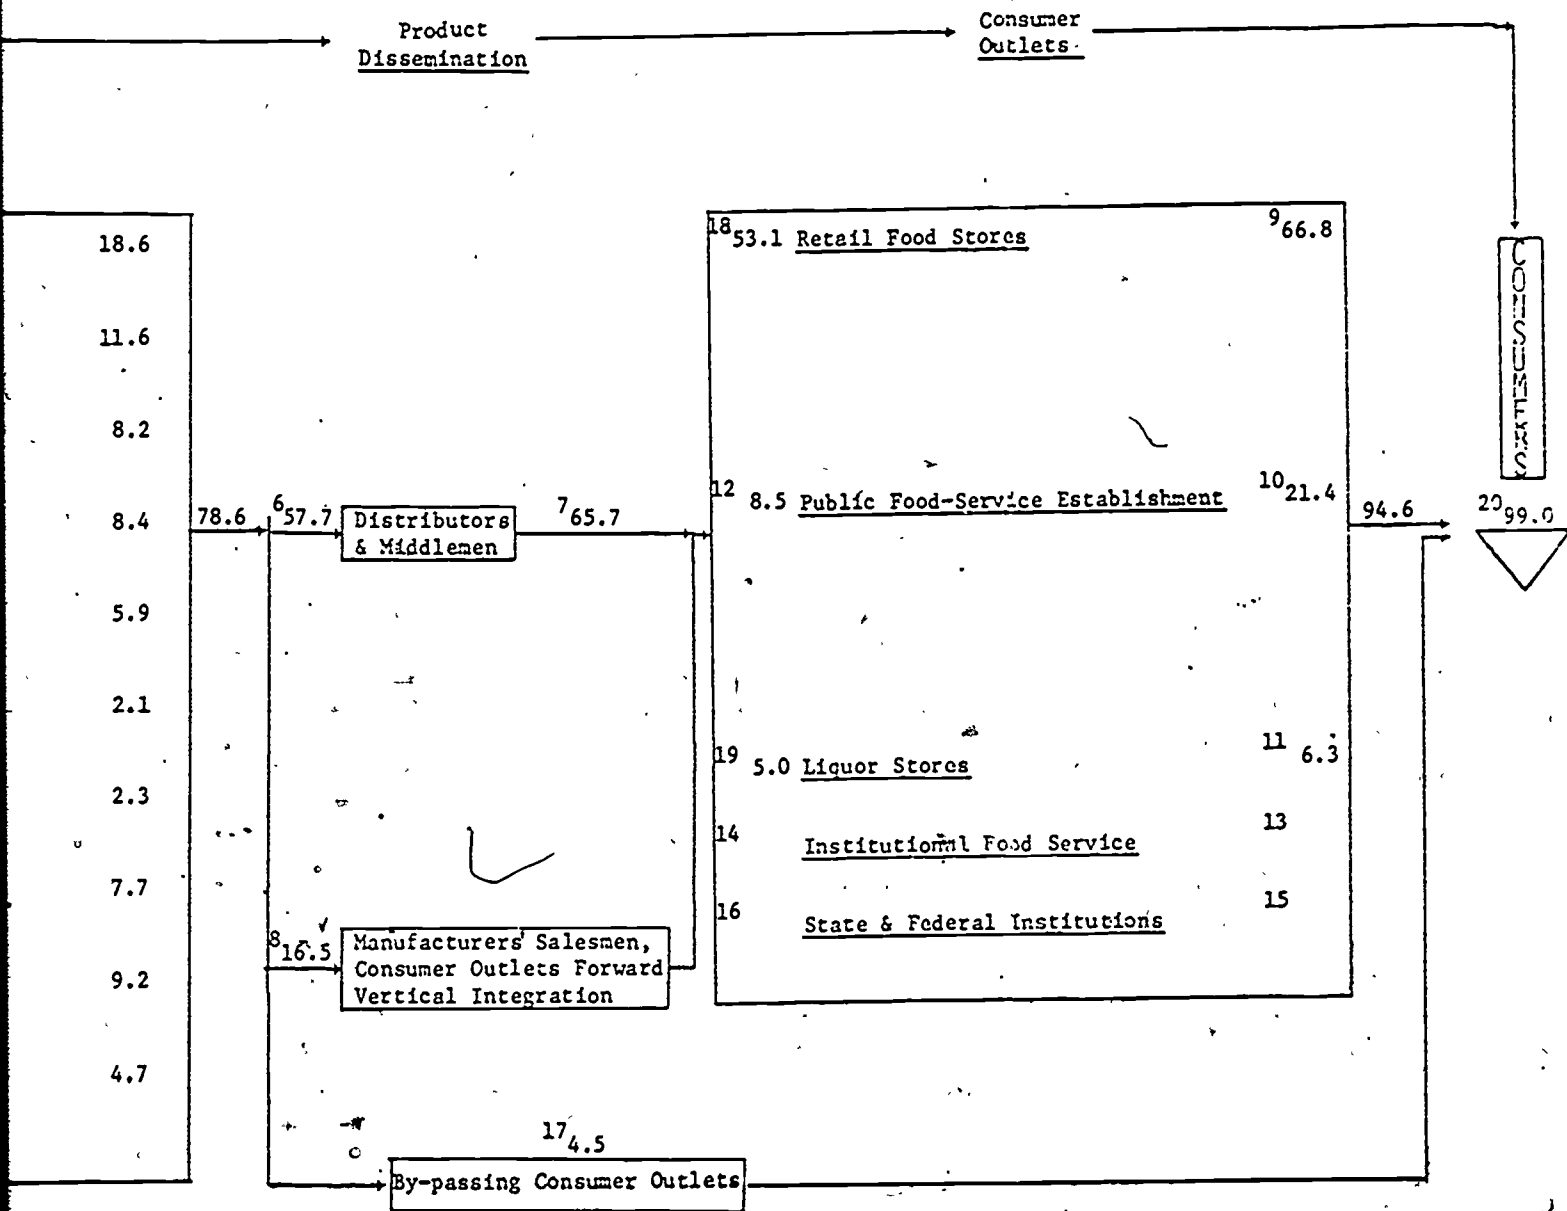 Product
Dissemination
Consumer
Outlets
18.6
11.6
8.2
8.4
5.9
2.1
2.3
7.7
9.2
4.7
78.6
6 57.7
Distributors
& Middlemen
7 65.7
8 16.5
Manufacturers' Salesmen,
Consumer Outlets Forward
Vertical Integration
17 4.5
By-passing Consumer Outlets
18 53.1 Retail Food Stores 9 66.8
12 8.5 Public Food-Service Establishment 10 21.4
19 5.0 Liquor Stores 11 6.3
14 Institutional Food Service 13
16 State & Federal Institutions 15
94.6
CONSUMERS
20 99.0